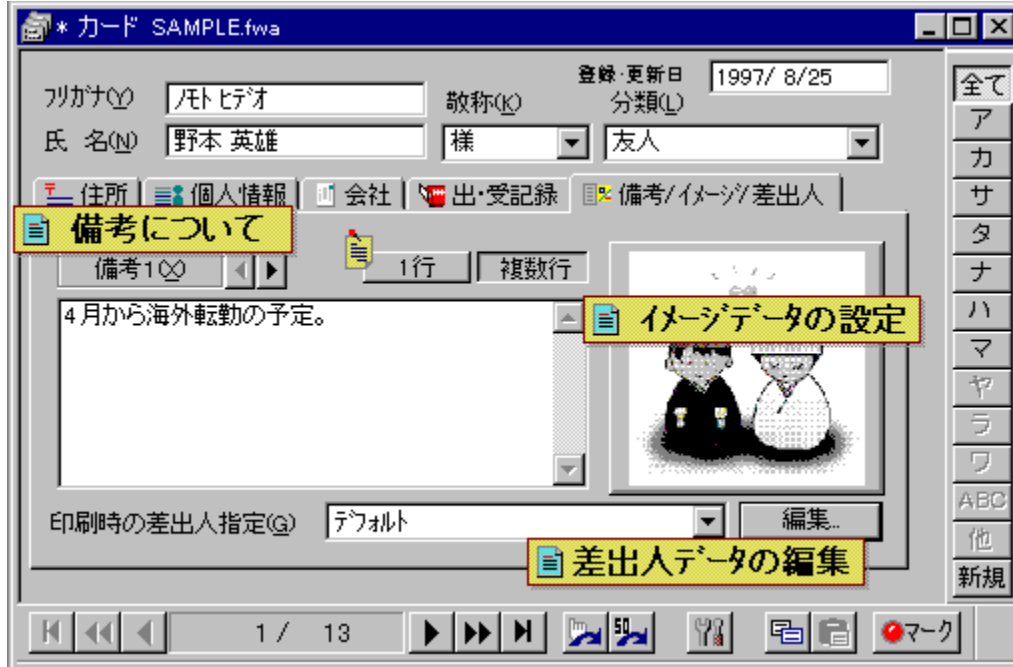 * カード SAMPLE.fwa
登録・更新日 1997/ 8/25
フリガナ(Y) ノモト ヒデオ 敬称(K) 分類(L)
氏 名(N) 野本 英雄 様 友人
住所 個人情報 会社 出・受記録 備考/イメージ/差出人
備考について
備考1(X) 1行 複数行
4月から海外転勤の予定。
イメージデータの設定
印刷時の差出人指定(G) デフォルト 編集...
差出人データの編集
1/ 13 50 マーク
全て
ア
カ
サ
タ
ナ
ハ
マ
ヤ
ラ
ワ
ABC
他
新規